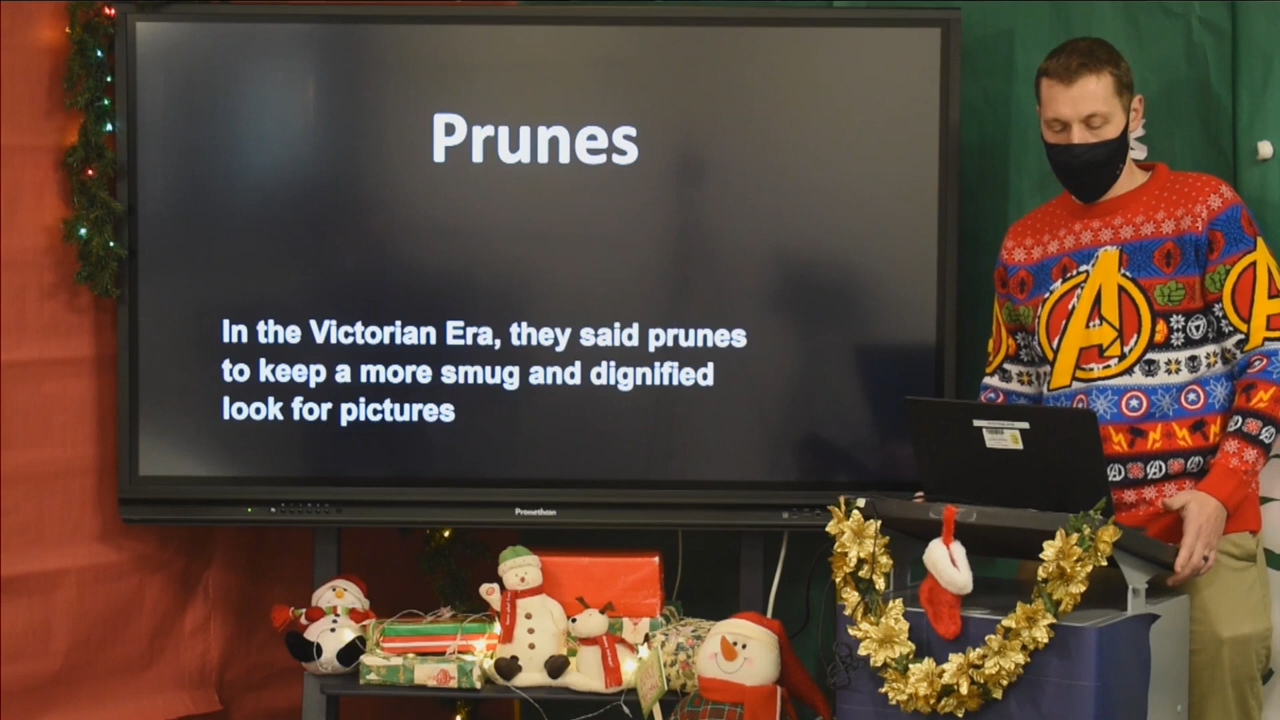 Prunes
In the Victorian Era, they said prunes
to keep a more smug and dignified
look for pictures
Promethean